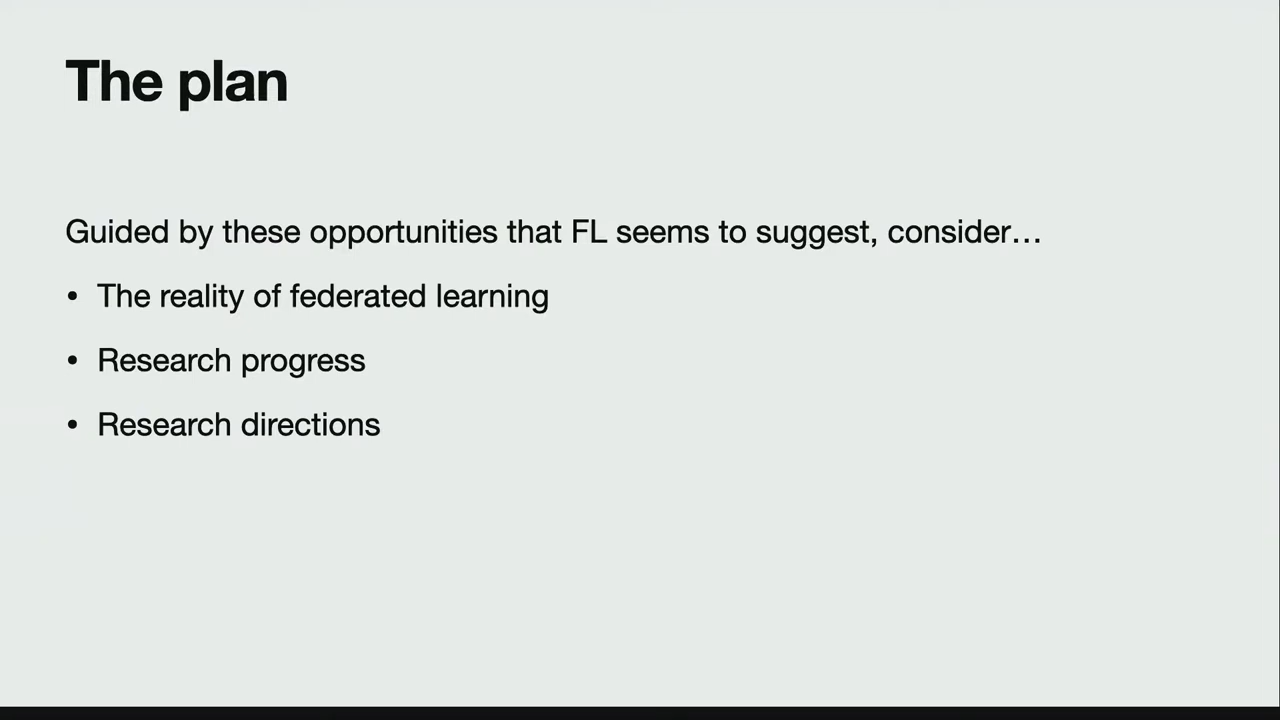 The plan
Guided by these opportunities that FL seems to suggest, consider…
• The reality of federated learning
• Research progress
• Research directions